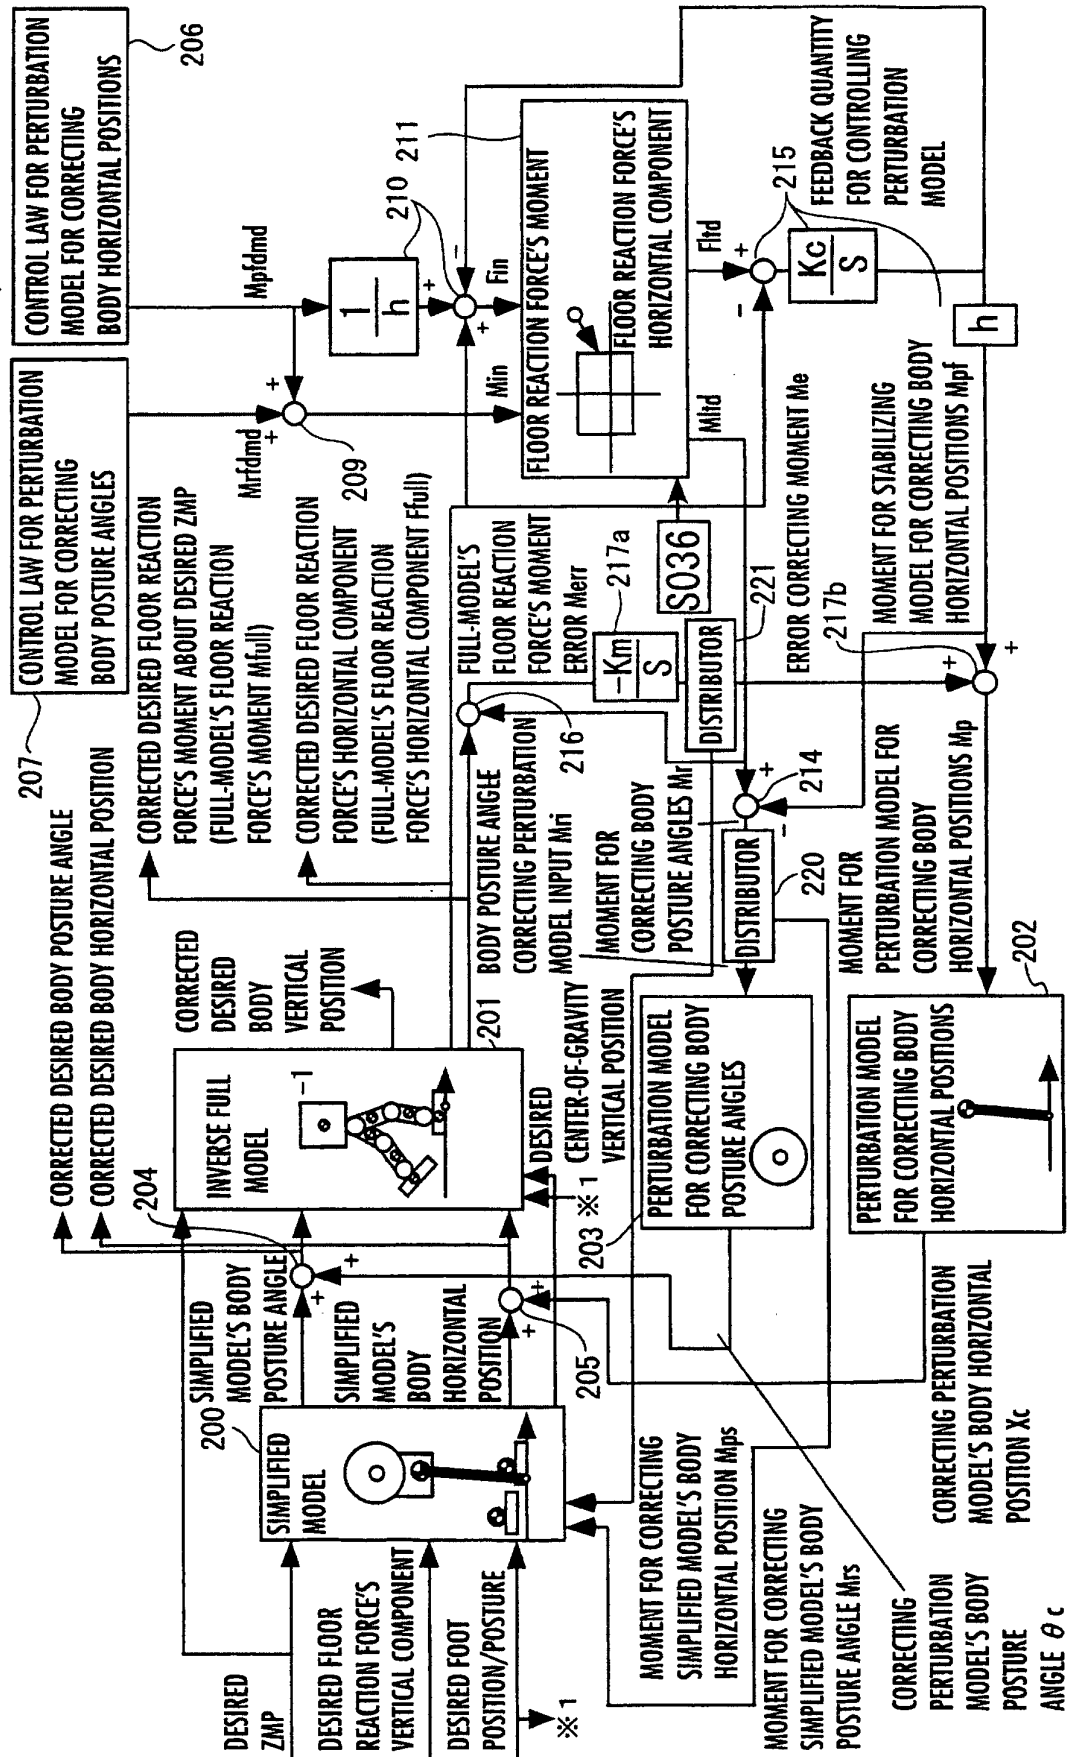 CONTROL LAW FOR PERTURBATION
MODEL FOR CORRECTING
BODY HORIZONTAL POSITIONS
206
CONTROL LAW FOR PERTURBATION
MODEL FOR CORRECTING
BODY POSTURE ANGLES
207
Mpfdmd
Mrfdmd
+
+
209
1
h
210
+
-
+
Fin
Min
211
FLOOR REACTION FORCE'S MOMENT
FLOOR REACTION FORCE'S
HORIZONTAL COMPONENT
Mltd
Fltd
+
-
215
Kc
S
FEEDBACK QUANTITY
FOR CONTROLLING
PERTURBATION
MODEL
h
CORRECTED DESIRED BODY POSTURE ANGLE
CORRECTED DESIRED BODY HORIZONTAL POSITION
CORRECTED DESIRED FLOOR REACTION
FORCE'S MOMENT ABOUT DESIRED ZMP
(FULL-MODEL'S FLOOR REACTION
FORCE'S MOMENT Mfull)
CORRECTED DESIRED FLOOR REACTION
FORCE'S HORIZONTAL COMPONENT
(FULL-MODEL'S FLOOR REACTION
FORCE'S HORIZONTAL COMPONENT Ffull)
FULL-MODEL'S
FLOOR REACTION
FORCE'S MOMENT
ERROR Merr
216
-Km
S
217a
SO36
DISTRIBUTOR
221
ERROR CORRECTING MOMENT Me
MOMENT FOR STABILIZING
MODEL FOR CORRECTING BODY
HORIZONTAL POSITIONS Mpf
217b
+
+
CORRECTED
DESIRED
BODY
VERTICAL
POSITION
BODY POSTURE ANGLE
CORRECTING PERTURBATION
MODEL INPUT Mri
MOMENT FOR
CORRECTING BODY
POSTURE ANGLES Mr
+
-
214
DISTRIBUTOR
220
MOMENT FOR
PERTURBATION MODEL FOR
CORRECTING BODY
HORIZONTAL POSITIONS Mp
204
INVERSE FULL
MODEL
-1
201
DESIRED
CENTER-OF-GRAVITY
VERTICAL POSITION
※1
203
PERTURBATION MODEL
FOR CORRECTING BODY
POSTURE ANGLES
202
PERTURBATION MODEL
FOR CORRECTING BODY
HORIZONTAL POSITIONS
SIMPLIFIED
MODEL'S BODY
POSTURE ANGLE
+
+
SIMPLIFIED
MODEL'S
BODY
HORIZONTAL
POSITION
+
+
205
200
SIMPLIFIED
MODEL
DESIRED
ZMP
DESIRED FLOOR
REACTION FORCE'S
VERTICAL COMPONENT
DESIRED FOOT
POSITION/POSTURE
※1
MOMENT FOR CORRECTING
SIMPLIFIED MODEL'S BODY
HORIZONTAL POSITION Mps
MOMENT FOR CORRECTING
SIMPLIFIED MODEL'S BODY
POSTURE ANGLE Mrs
CORRECTING
PERTURBATION
MODEL'S BODY
POSTURE
ANGLE θc
CORRECTING PERTURBATION
MODEL'S BODY HORIZONTAL
POSITION Xc